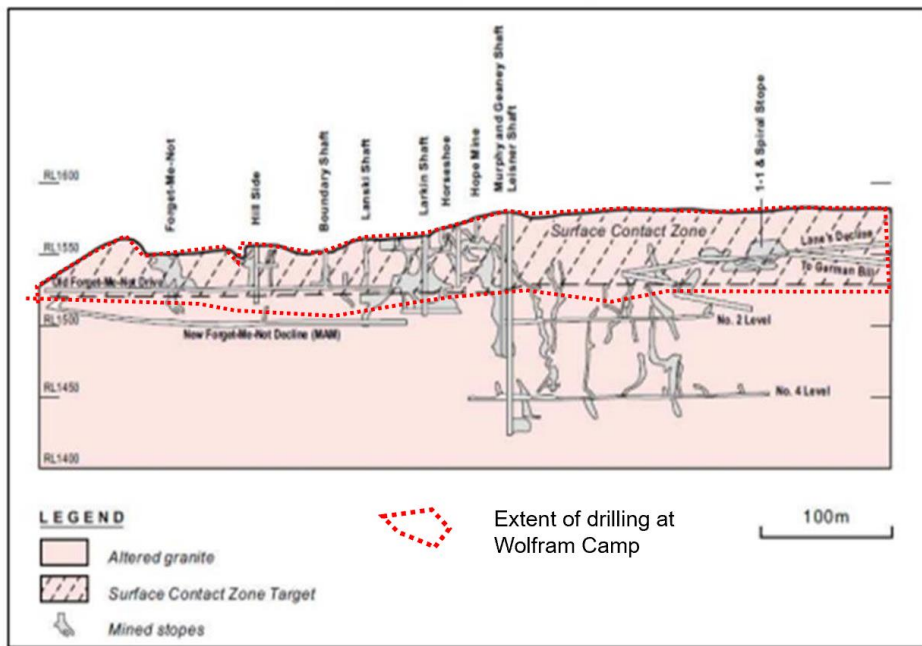 Forget-Me-Not
Hill Side
Boundary Shaft
Lanski Shaft
Larkin Shaft
Horseshoe
Hope Mine
Murphy and Geaney Shaft
Leisner Shaft
1-1 & Spiral Stope
RL1600
Surface Contact Zone
RL1550
Lane's Decline
To German Bill
Old Forget-Me-Not Drive
RL1500
New Forget-Me-Not Decline (MAM)
No. 2 Level
RL1450
No. 4 Level
RL1400
LEGEND
Altered granite
Surface Contact Zone Target
Mined stopes
Extent of drilling at
Wolfram Camp
100m